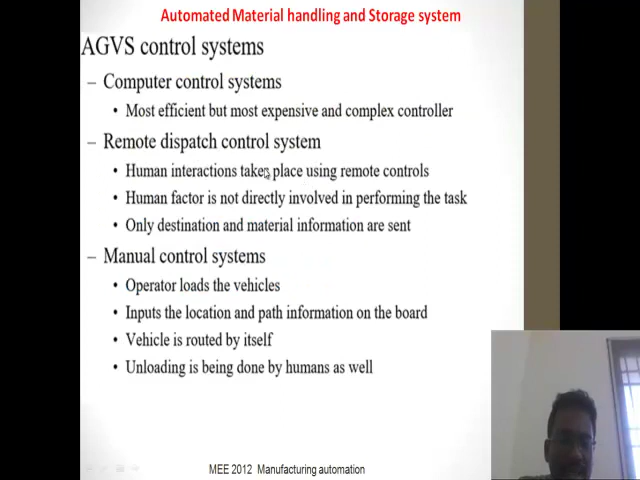 Automated Material handling and Storage system
AGVS control systems
– Computer control systems
• Most efficient but most expensive and complex controller
– Remote dispatch control system
• Human interactions takes place using remote controls
• Human factor is not directly involved in performing the task
• Only destination and material information are sent
– Manual control systems
• Operator loads the vehicles
• Inputs the location and path information on the board
• Vehicle is routed by itself
• Unloading is being done by humans as well
MEE 2012 Manufacturing automation